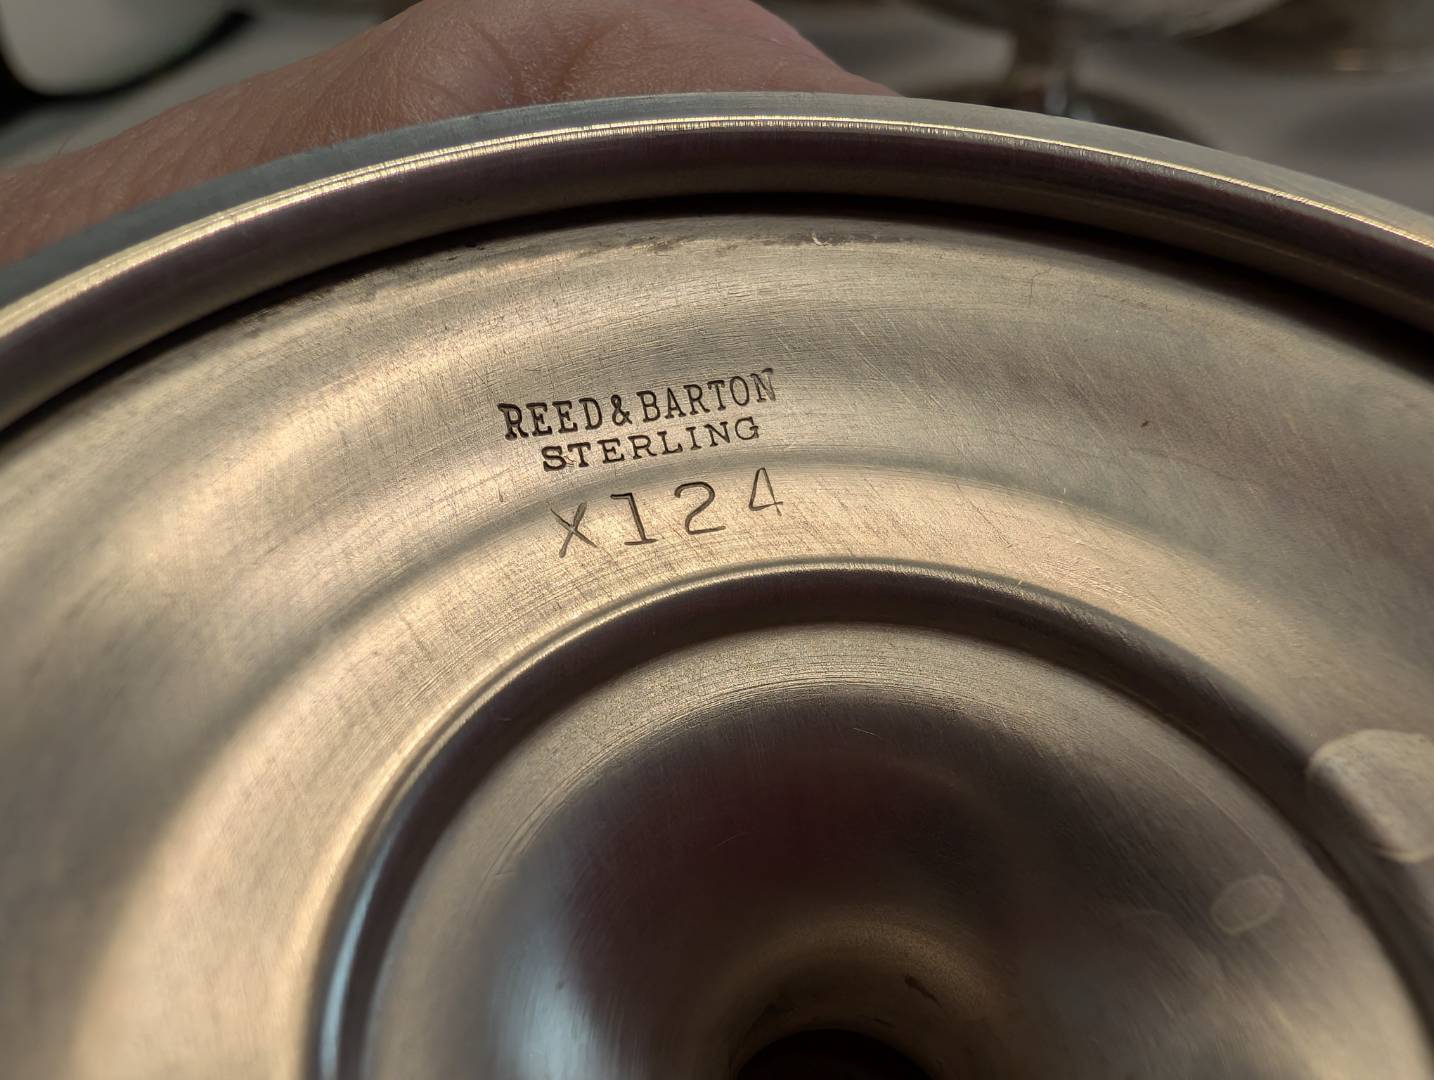 REED & BARTON
STERLING
X124